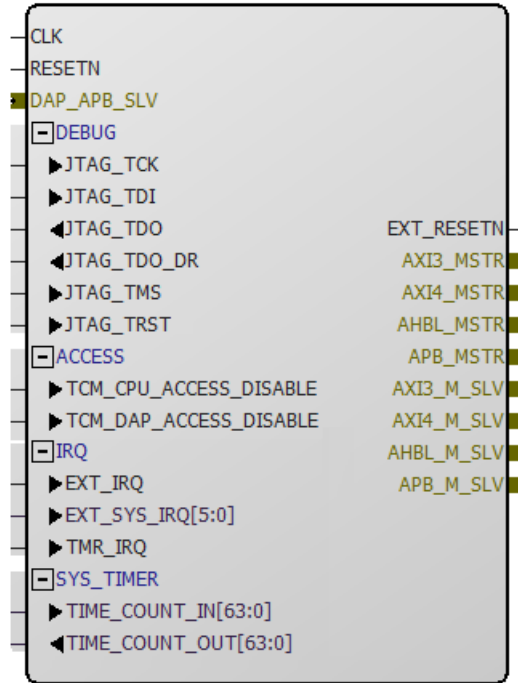 CLK
RESETN
DAP_APB_SLV
DEBUG
JTAG_TCK
JTAG_TDI
JTAG_TDO
JTAG_TDO_DR
JTAG_TMS
JTAG_TRST
ACCESS
TCM_CPU_ACCESS_DISABLE
TCM_DAP_ACCESS_DISABLE
IRQ
EXT_IRQ
EXT_SYS_IRQ[5:0]
TMR_IRQ
SYS_TIMER
TIME_COUNT_IN[63:0]
TIME_COUNT_OUT[63:0]
EXT_RESETN
AXI3_MSTR
AXI4_MSTR
AHBL_MSTR
APB_MSTR
AXI3_M_SLV
AXI4_M_SLV
AHBL_M_SLV
APB_M_SLV